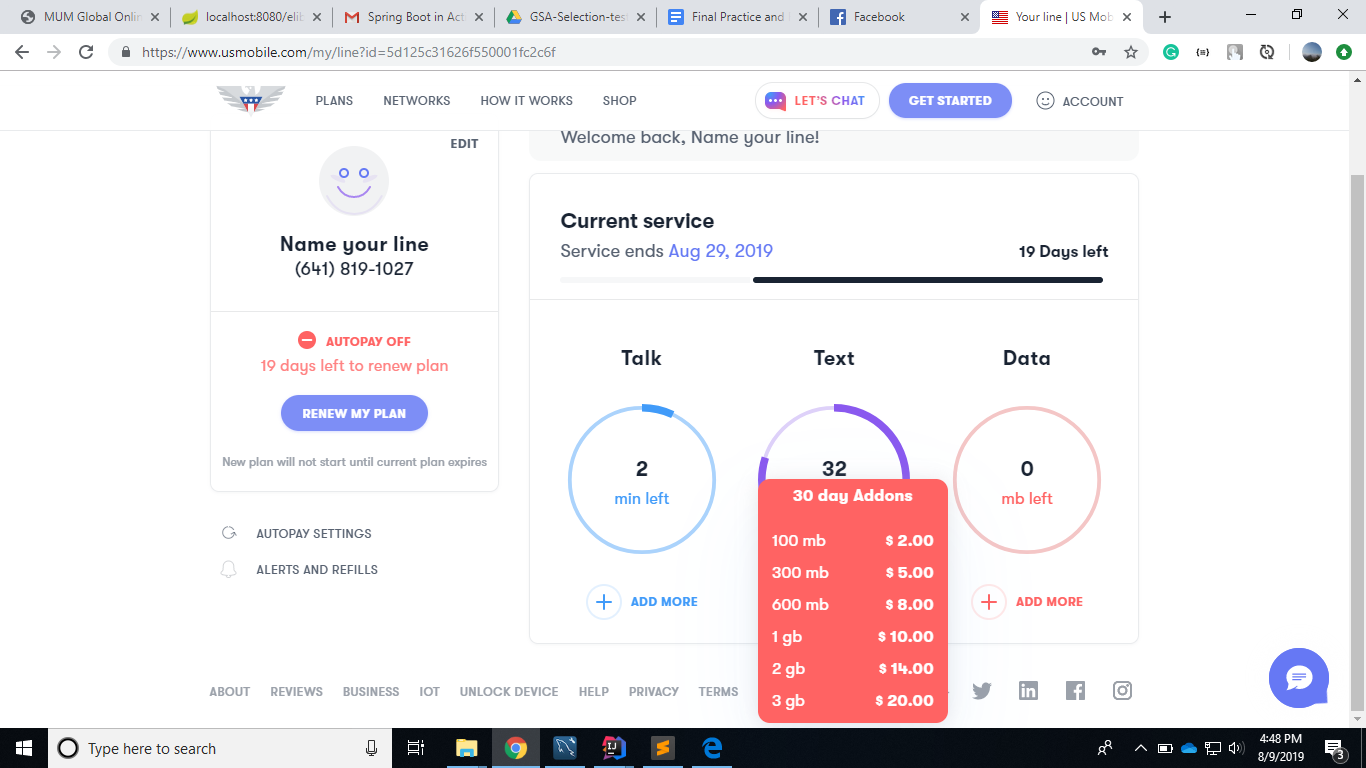 MUM Global Onlin
localhost:8080/elib
Spring Boot in Act
GSA-Selection-tes
Final Practice and
Facebook
Your line | US Mob
https://www.usmobile.com/my/line?id=5d125c31626f550001fc2c6f
PLANS
NETWORKS
HOW IT WORKS
SHOP
LET'S CHAT
GET STARTED
ACCOUNT
EDIT
Name your line
(641) 819-1027
AUTOPAY OFF
19 days left to renew plan
RENEW MY PLAN
New plan will not start until current plan expires
AUTOPAY SETTINGS
ALERTS AND REFILLS
Welcome back, Name your line!
Current service
Service ends Aug 29, 2019
19 Days left
Talk
2
min left
ADD MORE
Text
32
Data
0
mb left
ADD MORE
30 day Addons
100 mb $ 2.00
300 mb $ 5.00
600 mb $ 8.00
1 gb $ 10.00
2 gb $ 14.00
3 gb $ 20.00
ABOUT
REVIEWS
BUSINESS
IOT
UNLOCK DEVICE
HELP
PRIVACY
TERMS
Type here to search
4:48 PM
8/9/2019
3